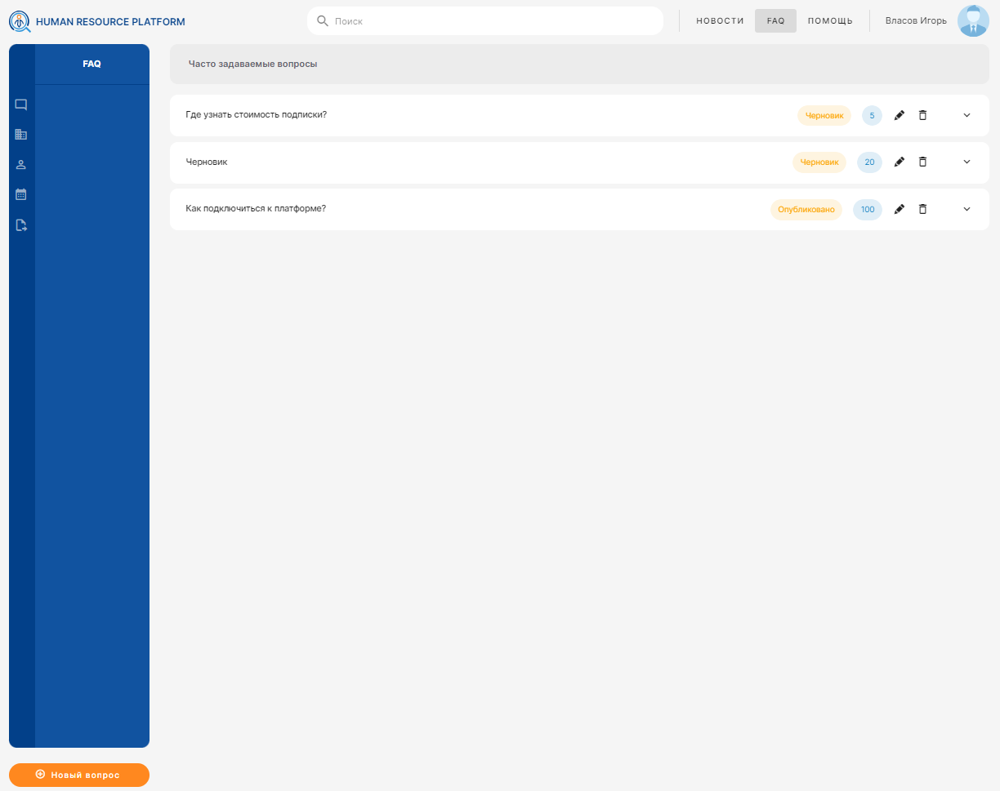 HUMAN RESOURCE PLATFORM
Поиск
НОВОСТИ
FAQ
ПОМОЩЬ
Власов Игорь
FAQ
Часто задаваемые вопросы
Где узнать стоимость подписки?
Черновик
5
Черновик
Черновик
20
Как подключиться к платформе?
Опубликовано
100
Новый вопрос